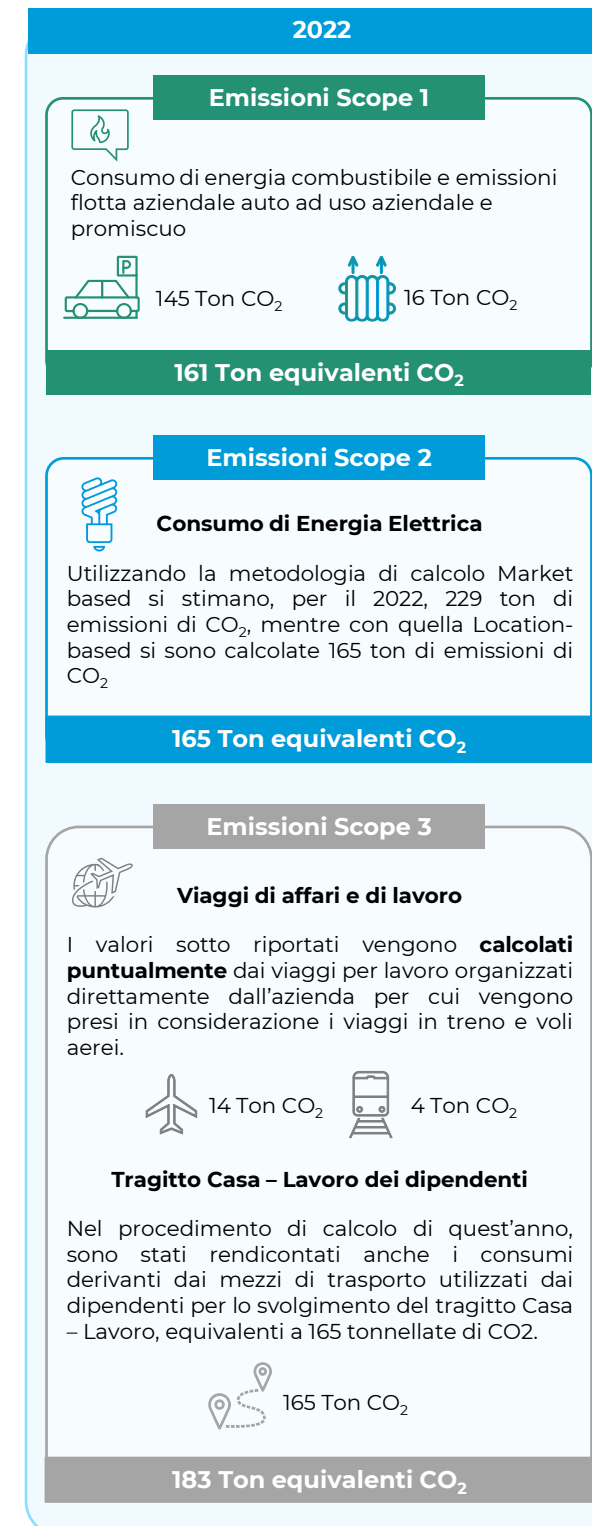 2022
Emissioni Scope 1
Consumo di energia combustibile e emissioni
flotta aziendale auto ad uso aziendale e
promiscuo
P
145 Ton CO₂
16 Ton CO₂
161 Ton equivalenti CO₂
Emissioni Scope 2
Consumo di Energia Elettrica
Utilizzando la metodologia di calcolo Market
based si stimano, per il 2022, 229 ton di
emissioni di CO₂, mentre con quella Location-
based si sono calcolate 165 ton di emissioni di
CO₂
165 Ton equivalenti CO₂
Emissioni Scope 3
Viaggi di affari e di lavoro
I valori sotto riportati vengono calcolati
puntualmente dai viaggi per lavoro organizzati
direttamente dall'azienda per cui vengono
presi in considerazione i viaggi in treno e voli
aerei.
14 Ton CO₂
4 Ton CO₂
Tragitto Casa – Lavoro dei dipendenti
Nel procedimento di calcolo di quest'anno,
sono stati rendicontati anche i consumi
derivanti dai mezzi di trasporto utilizzati dai
dipendenti per lo svolgimento del tragitto Casa
– Lavoro, equivalenti a 165 tonnellate di CO2.
165 Ton CO₂
183 Ton equivalenti CO₂